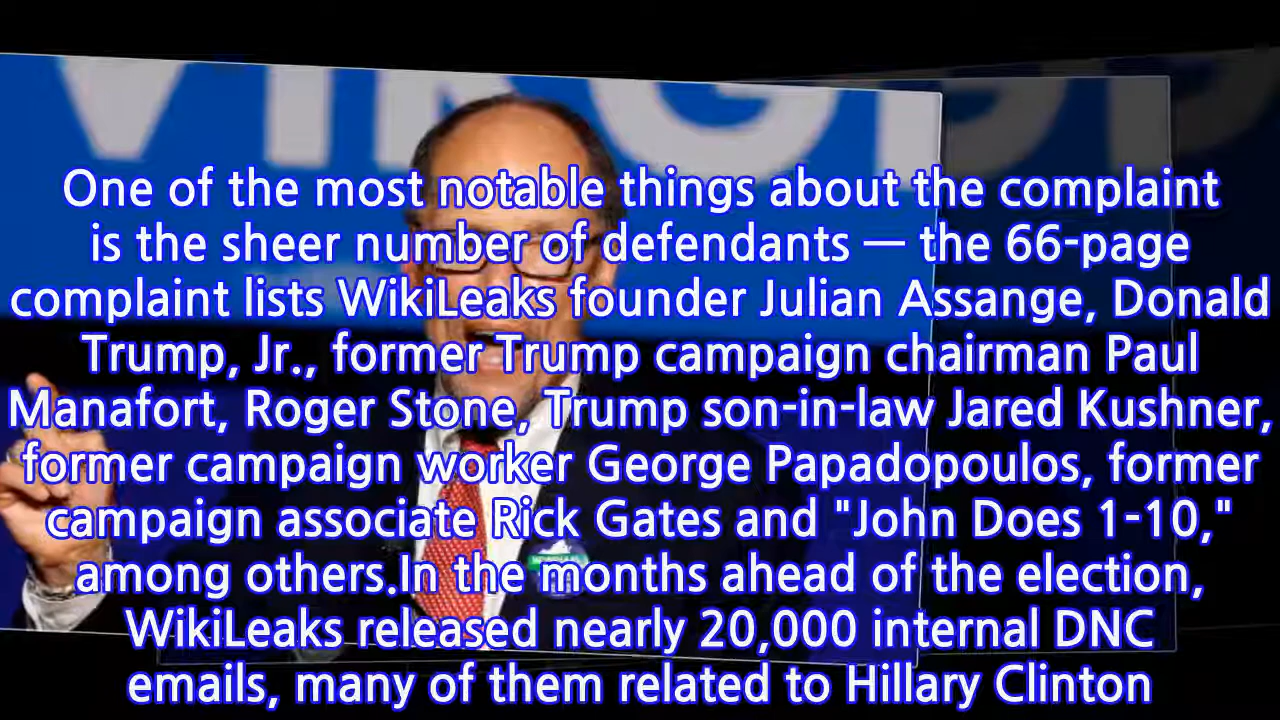 One of the most notable things about the complaint
is the sheer number of defendants — the 66-page
complaint lists WikiLeaks founder Julian Assange, Donald
Trump, Jr., former Trump campaign chairman Paul
Manafort, Roger Stone, Trump son-in-law Jared Kushner,
former campaign worker George Papadopoulos, former
campaign associate Rick Gates and "John Does 1-10,"
among others.In the months ahead of the election,
WikiLeaks released nearly 20,000 internal DNC
emails, many of them related to Hillary Clinton